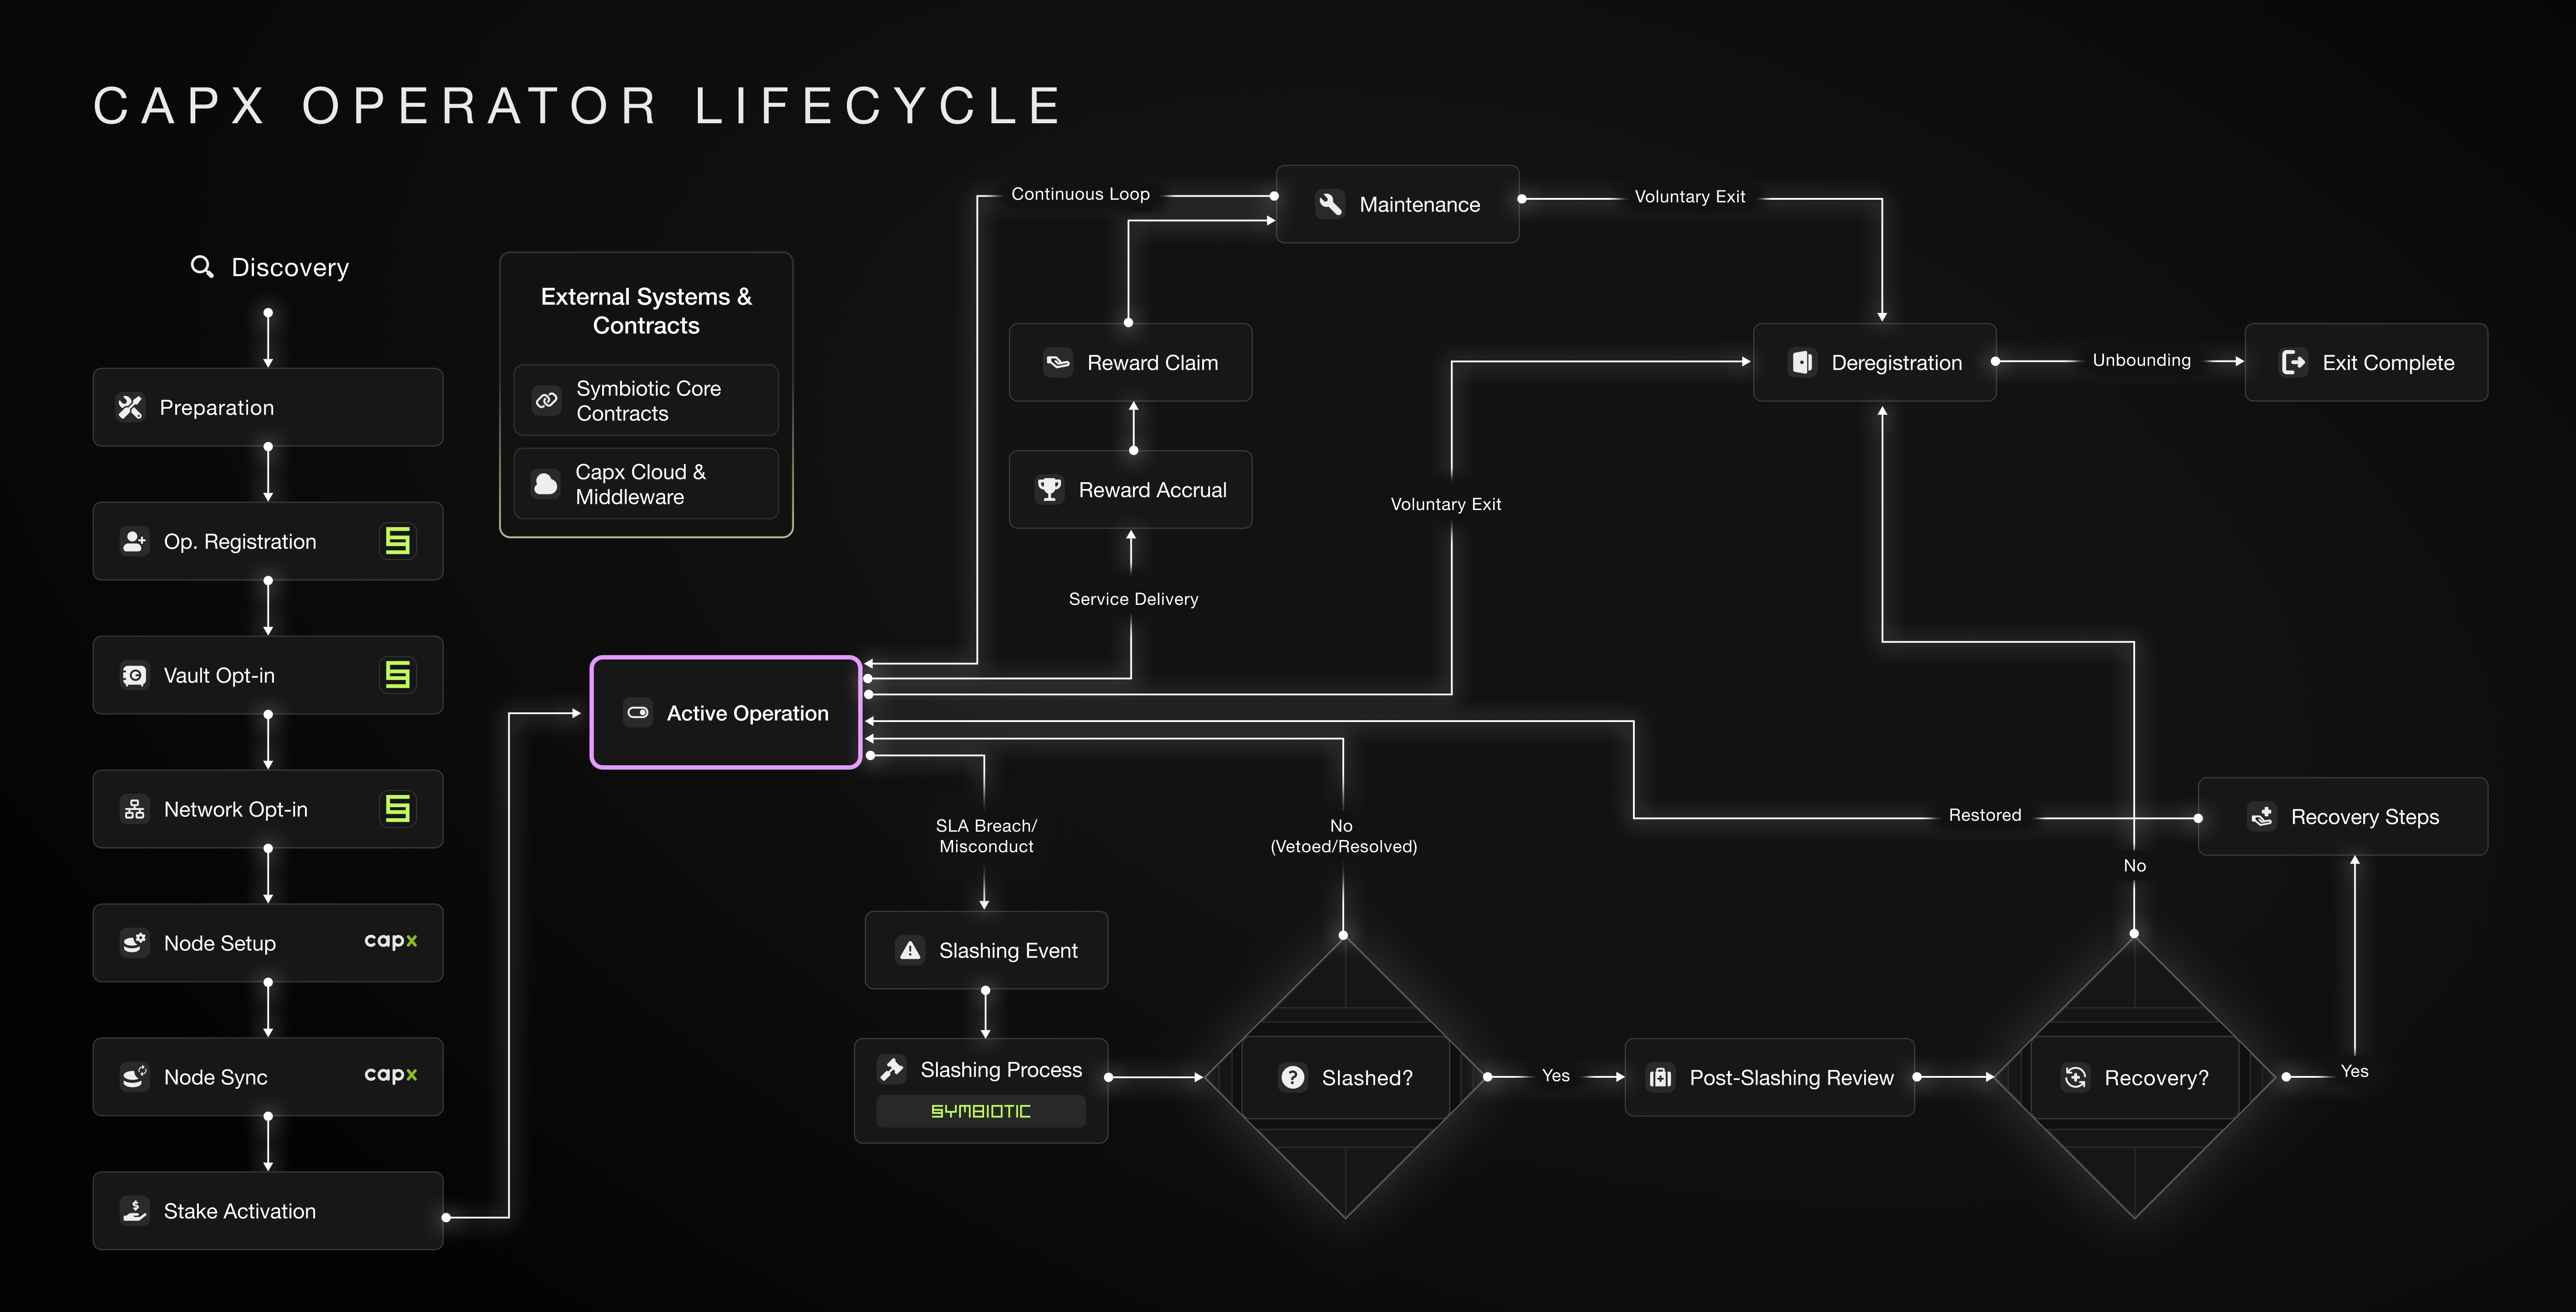 CAPX OPERATOR LIFECYCLE
Discovery
Preparation
Op. Registration
Vault Opt-in
Network Opt-in
Node Setup
capx
Node Sync
capx
Stake Activation
External Systems &
Contracts
Symbiotic Core
Contracts
Capx Cloud &
Middleware
Active Operation
Continuous Loop
Maintenance
Voluntary Exit
Reward Claim
Reward Accrual
Service Delivery
Voluntary Exit
Deregistration
Unbounding
Exit Complete
SLA Breach/
Misconduct
No
(Vetoed/Resolved)
Restored
Recovery Steps
No
Slashing Event
Slashing Process
SYMBIOTIC
Slashed?
Yes
Post-Slashing Review
Recovery?
Yes